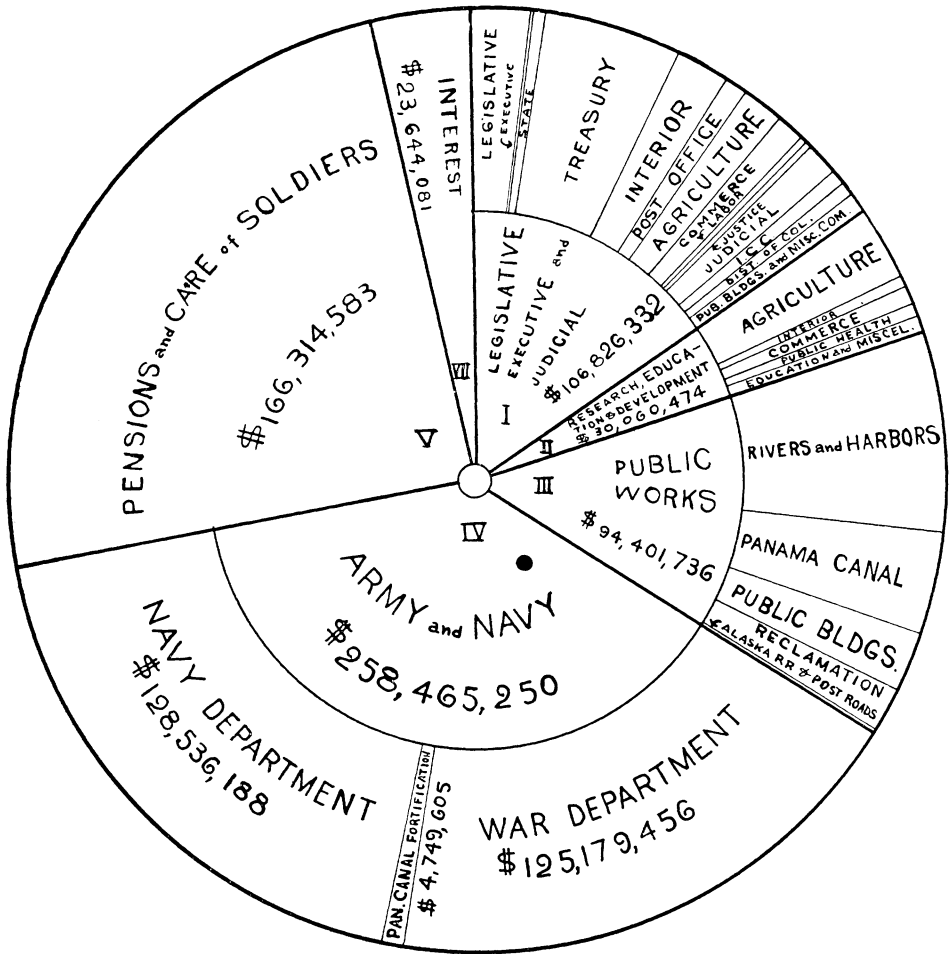 PENSIONS and CARE of SOLDIERS
$166,314,583
V
INTEREST
$23,644,081
VII
LEGISLATIVE
& EXECUTIVE
STATE
TREASURY
INTERIOR
POST OFFICE
AGRICULTURE
COMMERCE
& LABOR
& JUSTICE
JUDICIAL
I.C.C.
DIST. OF COL.
PUB. BLDGS. and Misc. COM.
LEGISLATIVE
EXECUTIVE and
JUDICIAL
$106,826,332
I
AGRICULTURE
INTERIOR
COMMERCE
PUBLIC HEALTH
EDUCATION and MISCEL.
RESEARCH, EDUCA-
TION & DEVELOPMENT
$30,060,474
II
RIVERS and HARBORS
PANAMA CANAL
PUBLIC BLDGS.
RECLAMATION
& ALASKA RR & POST ROADS
PUBLIC
WORKS
$94,401,736
III
IV
ARMY and NAVY
$258,465,250
NAVY DEPARTMENT
$128,536,188
PAN. CANAL FORTIFICATION
$4,749,605
WAR DEPARTMENT
$125,179,456